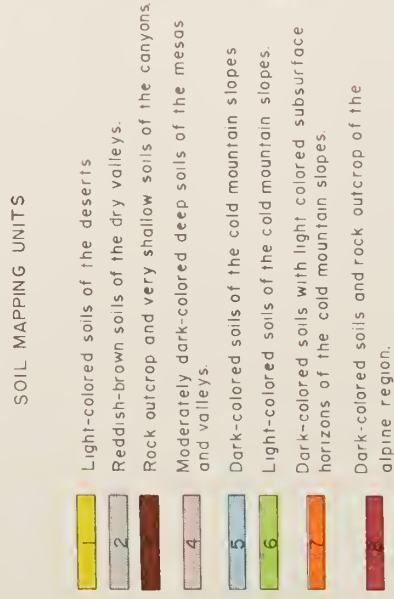 SOIL MAPPING UNITS
1 Light-colored soils of the deserts
2 Reddish-brown soils of the dry valleys.
Rock outcrop and very shallow soils of the canyons.
4 Moderately dark-colored deep soils of the mesas
and valleys.
5 Dark-colored soils of the cold mountain slopes
6 Light-colored soils of the cold mountain slopes.
7 Dark-colored soils with light colored subsurface
horizons of the cold mountain slopes.
8 Dark-colored soils and rock outcrop of the
alpine region.